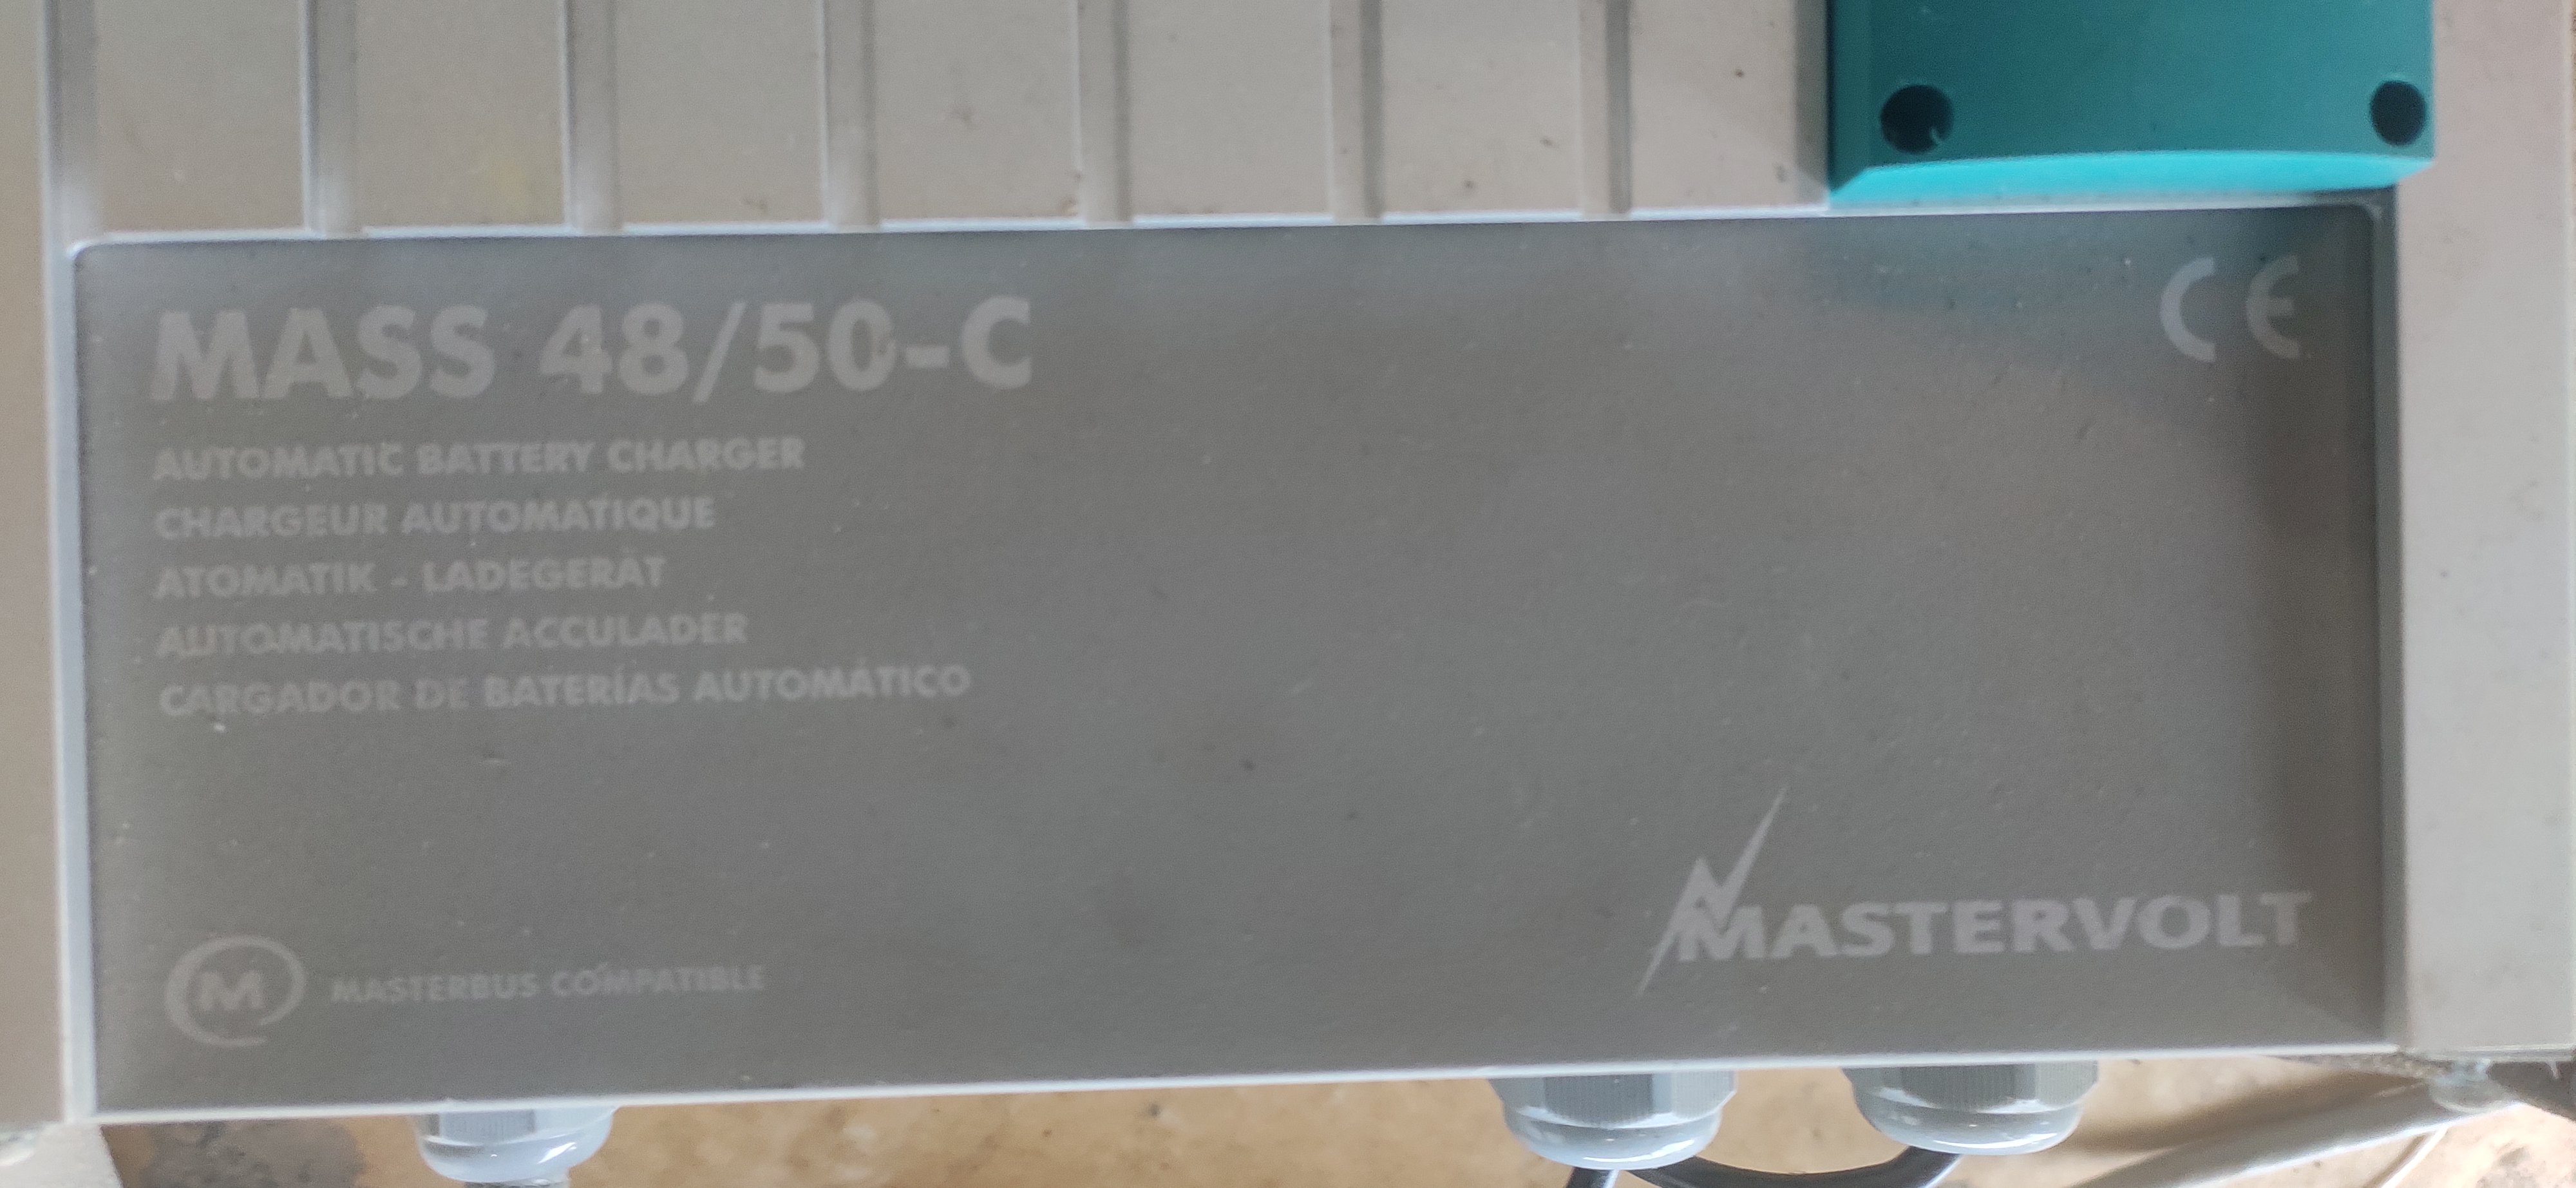 MASS 48/50-C
CE
AUTOMATIC BATTERY CHARGER
CHARGEUR AUTOMATIQUE
ATOMATIK - LADEGERÄT
AUTOMATISCHE ACCULADER
CARGADOR DE BATERÍAS AUTOMÁTICO
MASTERVOLT
M MASTERBUS COMPATIBLE